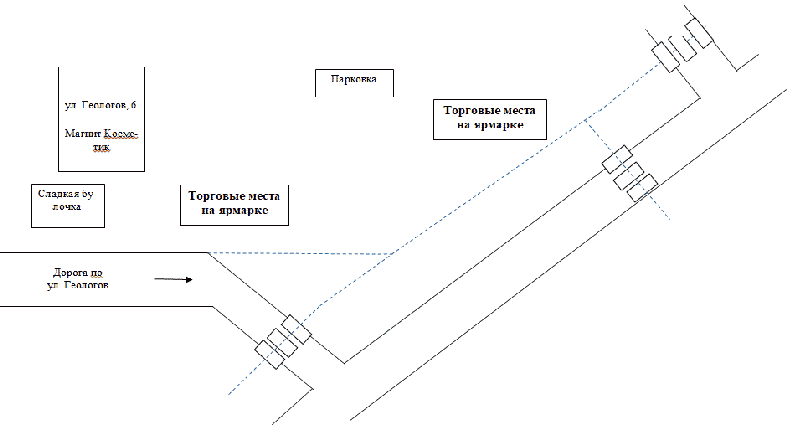 Парковка
ул. Геологов, 6
Магнит Косме-
тик
Торговые места
на ярмарке
Сладкая бу
лочка
Торговые места
на ярмарке
Дорога по
ул. Геологов